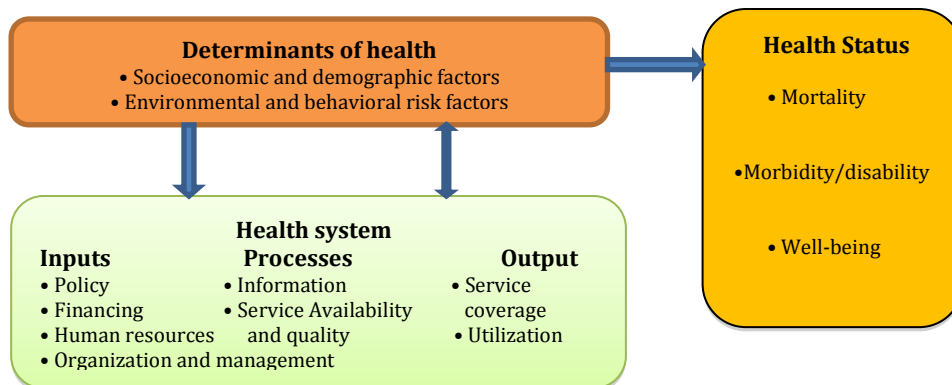 Determinants of health
• Socioeconomic and demographic factors
• Environmental and behavioral risk factors
Health Status
• Mortality
•Morbidity/disability
• Well-being
Health system
Inputs Processes Output
• Policy • Information • Service
• Financing • Service Availability coverage
• Human resources and quality • Utilization
• Organization and management